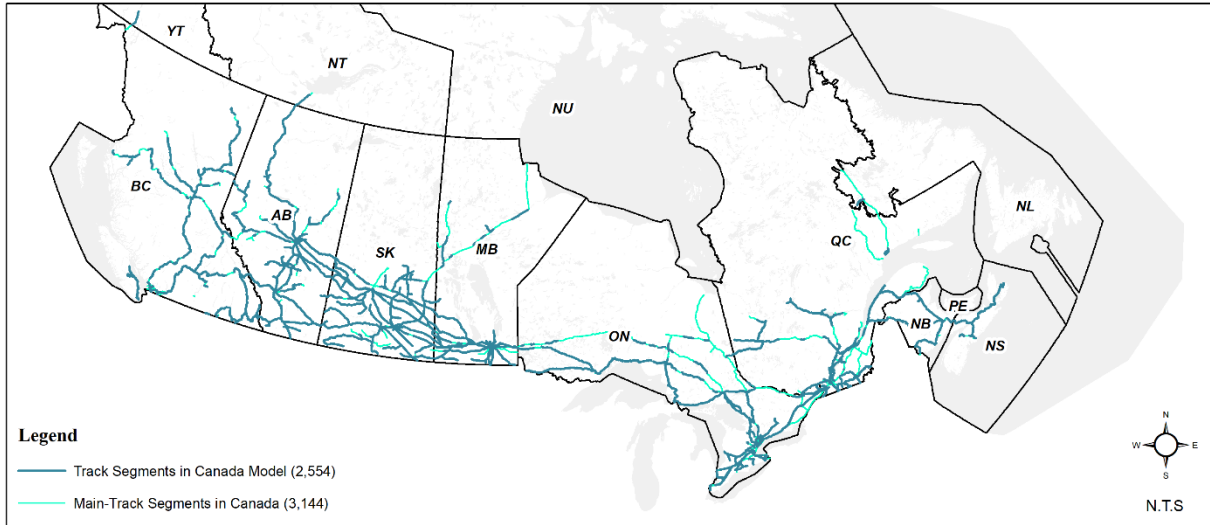 YT
NT
NU
BC
AB
SK
MB
ON
QC
NL
PE
NB
NS
Legend
Track Segments in Canada Model (2,554)
Main-Track Segments in Canada (3,144)
N
W E
S
N.T.S